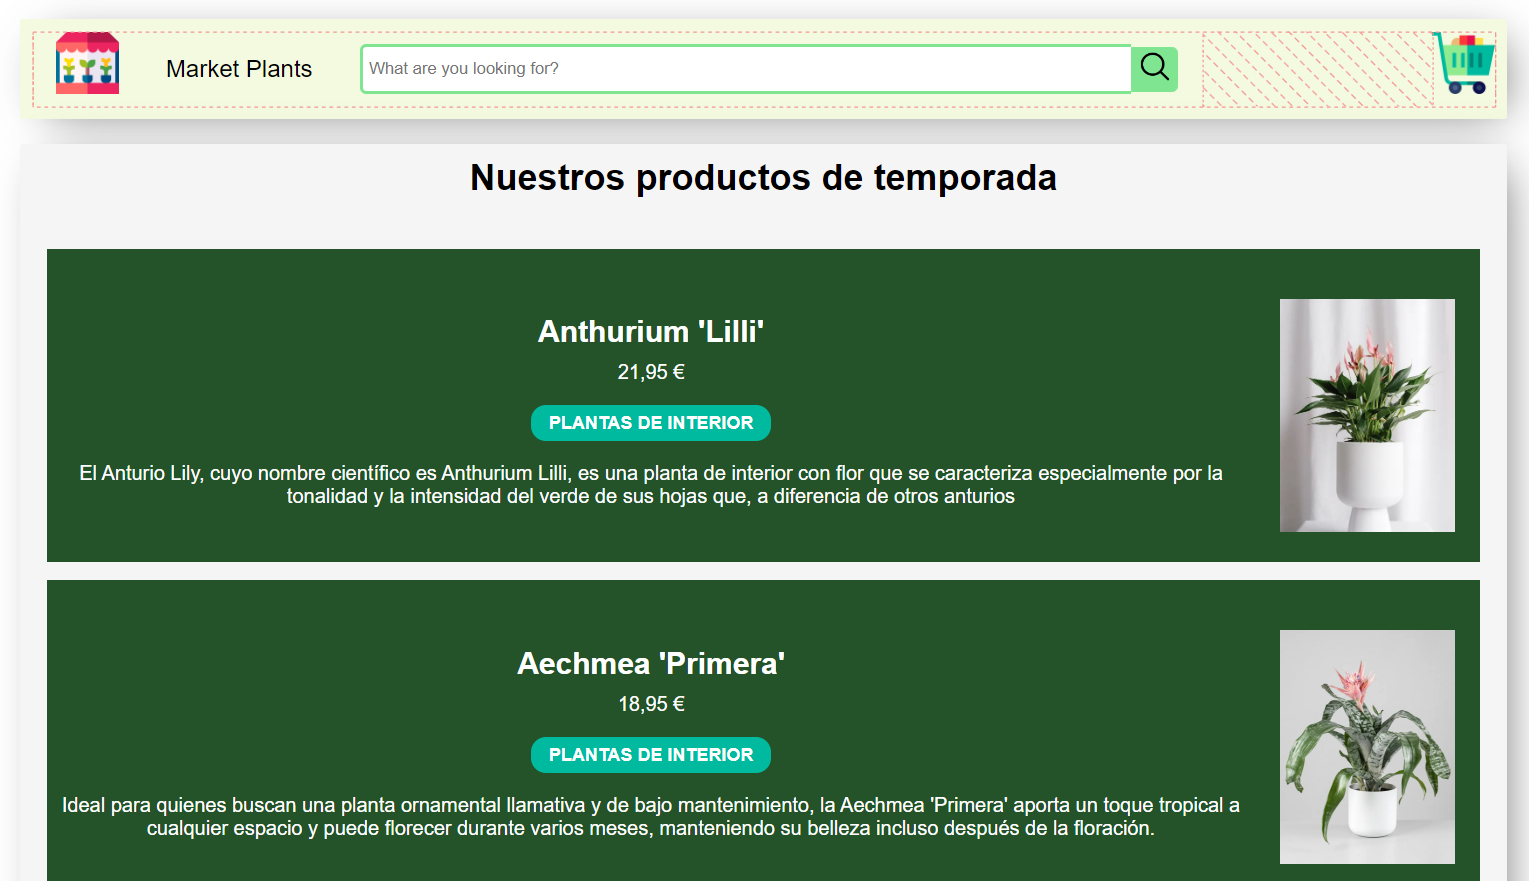 Market Plants
What are you looking for?
Nuestros productos de temporada
Anthurium 'Lilli'
21,95 €
PLANTAS DE INTERIOR
El Anturio Lily, cuyo nombre científico es Anthurium Lilli, es una planta de interior con flor que se caracteriza especialmente por la
tonalidad y la intensidad del verde de sus hojas que, a diferencia de otros anturios
Aechmea 'Primera'
18,95 €
PLANTAS DE INTERIOR
Ideal para quienes buscan una planta ornamental llamativa y de bajo mantenimiento, la Aechmea 'Primera' aporta un toque tropical a
cualquier espacio y puede florecer durante varios meses, manteniendo su belleza incluso después de la floración.